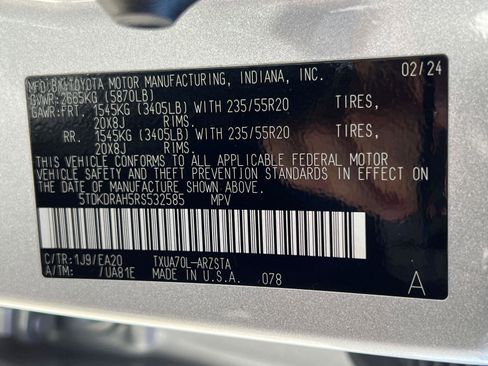 MFD BY:TOYOTA MOTOR MANUFACTURING, INDIANA, INC. 02/24
GVWR:2665KG (5870LB)
GAWR:FRT. 1545KG (3405LB) WITH 235/55R20 TIRES,
20X8J RIMS.
RR. 1545KG (3405LB) WITH 235/55R20 TIRES,
20X8J RIMS.
THIS VEHICLE CONFORMS TO ALL APPLICABLE FEDERAL MOTOR
VEHICLE SAFETY AND THEFT PREVENTION STANDARDS IN EFFECT
ON THE DATE OF MANUFACTURE SHOWN ABOVE.
5TDKDRAH5RS532585 MPV
C/TR:1J9/EA20 TXUA70L-ARZSTA
A/TM: /UA81E MADE IN U.S.A. 078
A